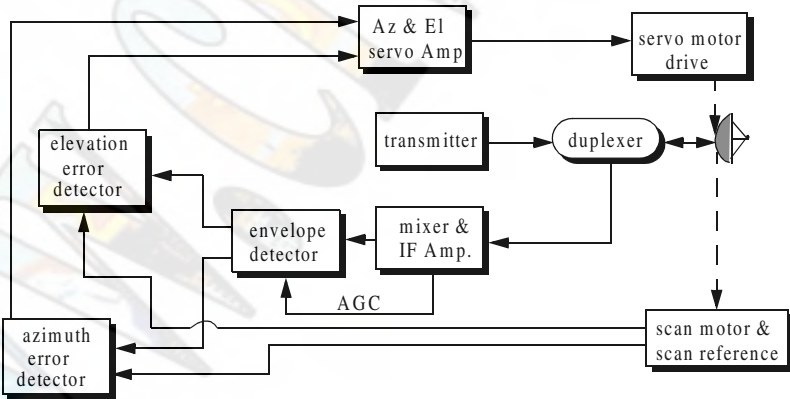 Az & El
servo Amp
servo motor
drive
transmitter
duplexer
elevation
error
detector
envelope
detector
mixer &
IF Amp.
AGC
azimuth
error
detector
scan motor &
scan reference